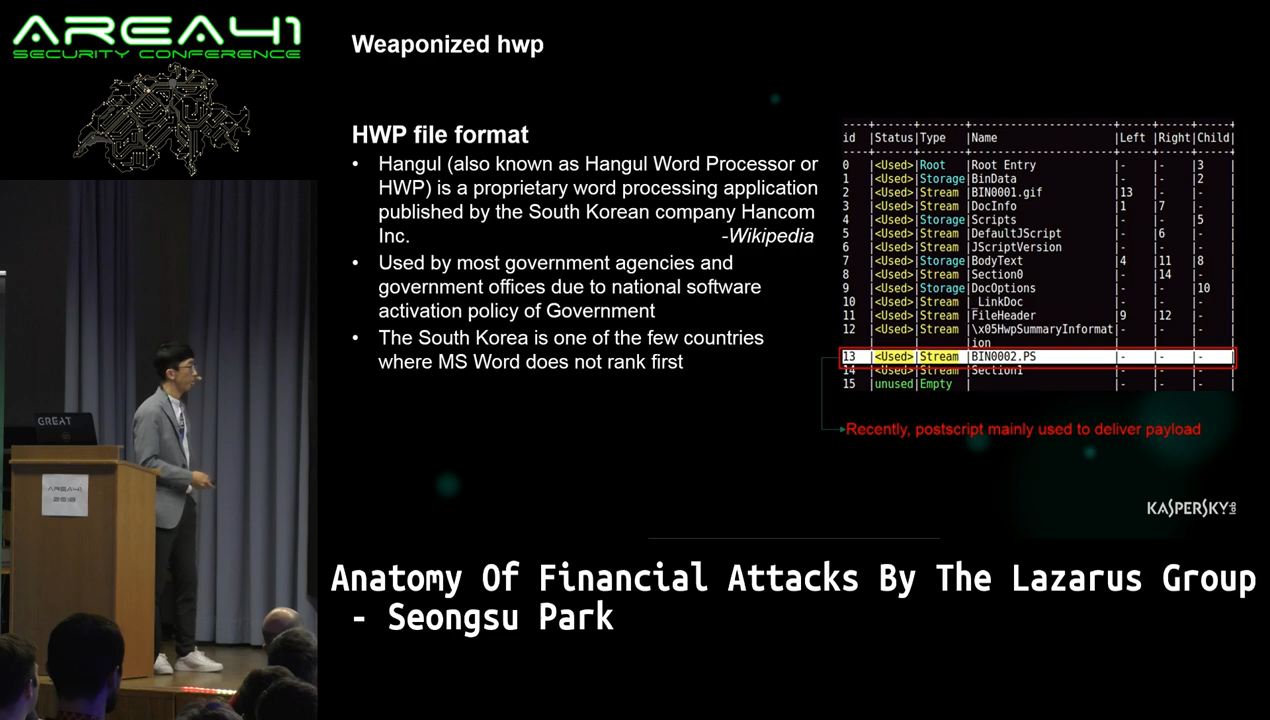 AREA41
SECURITY CONFERENCE
Weaponized hwp
HWP file format
• Hangul (also known as Hangul Word Processor or
HWP) is a proprietary word processing application
published by the South Korean company Hancom
Inc. -Wikipedia
• Used by most government agencies and
government offices due to national software
activation policy of Government
• The South Korea is one of the few countries
where MS Word does not rank first
id |Status|Type |Name |Left |Right|Child|
0 |<Used>|Root |Root Entry |- |- |3 |
1 |<Used>|Storage|BinData |- |- |2 |
2 |<Used>|Stream |BIN0001.gif |13 |- |- |
3 |<Used>|Stream |DocInfo |1 |7 |- |
4 |<Used>|Storage|Scripts |- |- |5 |
5 |<Used>|Stream |DefaultJScript |- |6 |- |
6 |<Used>|Stream |JScriptVersion |- |- |- |
7 |<Used>|Storage|BodyText |4 |11 |8 |
8 |<Used>|Stream |Section0 |- |14 |- |
9 |<Used>|Storage|DocOptions |- |- |10 |
10 |<Used>|Stream |_LinkDoc |- |- |- |
11 |<Used>|Stream |FileHeader |9 |12 |- |
12 |<Used>|Stream |\x05HwpSummaryInformat|- |- |- |
ion
13 |<Used>|Stream |BIN0002.PS |- |- |- |
14 |<Used>|Stream |Section1 |- |- |- |
15 |unused|Empty | |- |- |- |
Recently, postscript mainly used to deliver payload
KASPERSKY lab
GREAT
AREA41
2018
Anatomy Of Financial Attacks By The Lazarus Group
- Seongsu Park